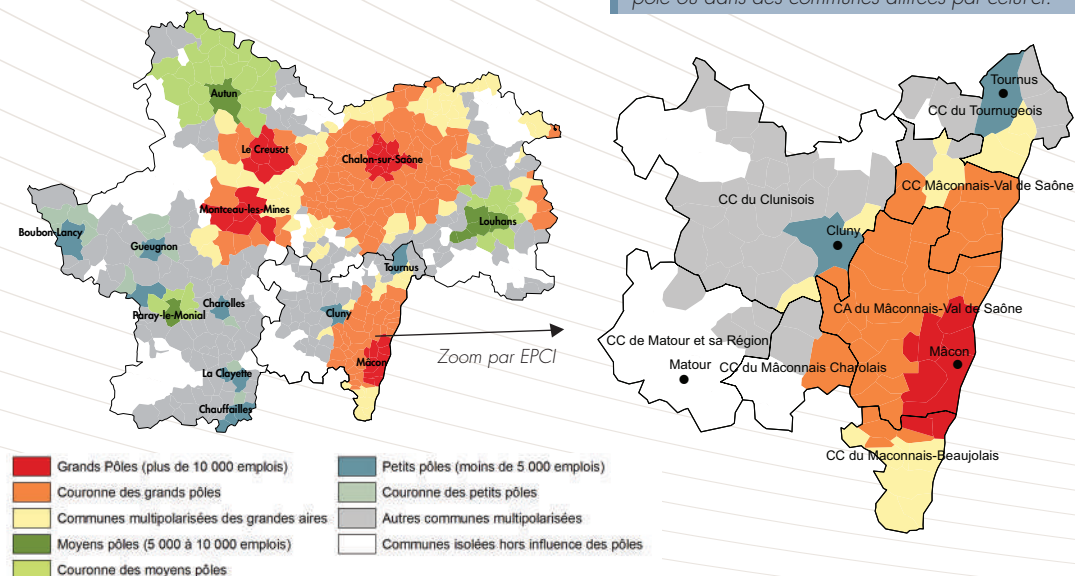 pôle ou dans des communes attirées par celui-ci.
Autun
Le Creusot
Chalon-sur-Saône
Montceau-les-Mines
Louhans
Boubon-Lancy
Gueugnon
Tournus
Charolles
Paray-le-Monial
Cluny
Mâcon
La Clayette
Chauffailles
Zoom par EPCI
Tournus
CC du Tournugeois
CC Mâconnais-Val de Saône
CC du Clunisois
Cluny
CA du Mâconnais-Val de Saône
CC de Matour et sa Région
Mâcon
Matour
CC du Mâconnais Charolais
CC du Maconnais-Beaujolais
Grands Pôles (plus de 10 000 emplois)
Couronne des grands pôles
Communes multipolarisées des grandes aires
Moyens pôles (5 000 à 10 000 emplois)
Couronne des moyens pôles
Petits pôles (moins de 5 000 emplois)
Couronne des petits pôles
Autres communes multipolarisées
Communes isolées hors influence des pôles